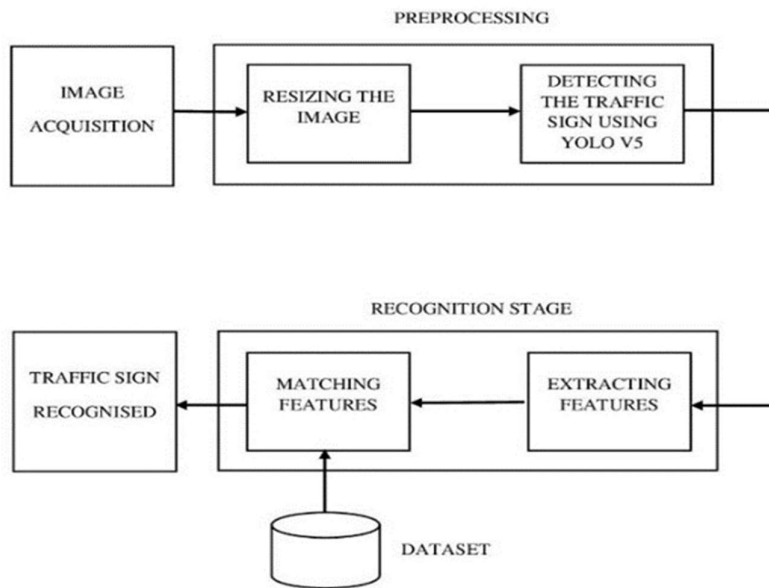 PREPROCESSING
IMAGE
ACQUISITION
RESIZING THE
IMAGE
DETECTING
THE TRAFFIC
SIGN USING
YOLO V5
RECOGNITION STAGE
TRAFFIC SIGN
RECOGNISED
MATCHING
FEATURES
EXTRACTING
FEATURES
DATASET